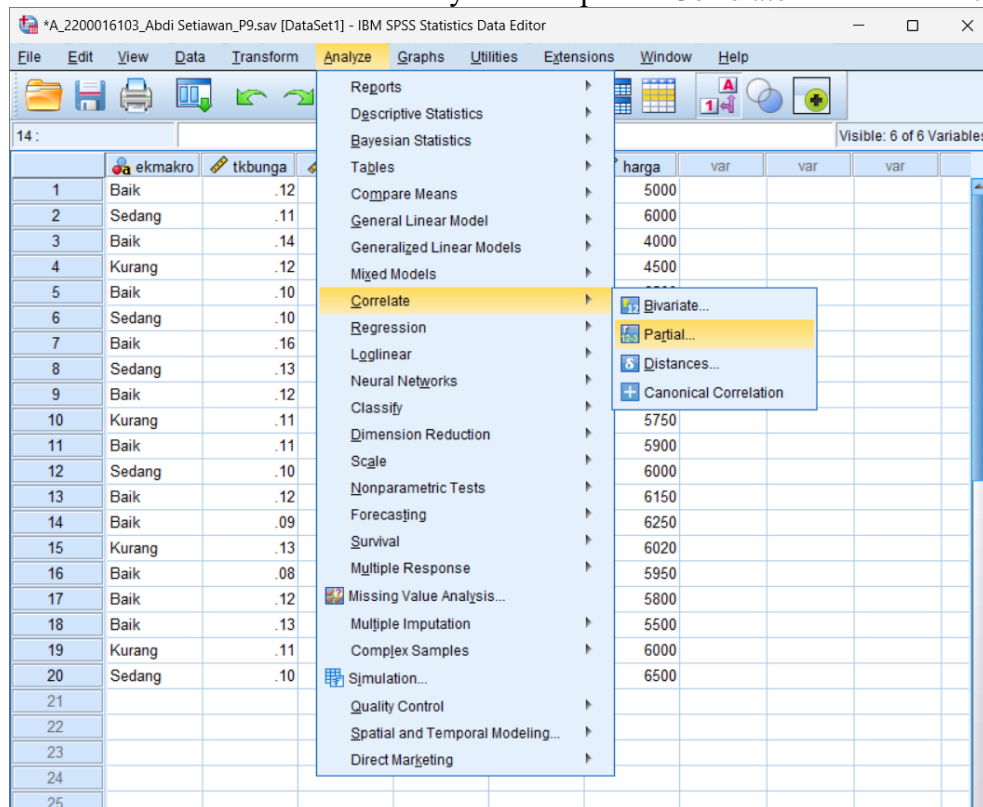 *A_2200016103_Abdi Setiawan_P9.sav [DataSet1] - IBM SPSS Statistics Data Editor
File Edit View Data Transform Analyze Graphs Utilities Extensions Window Help
14 :
Visible: 6 of 6 Variables
ekmakro tkbunga harga var var var
1 Baik .12 5000
2 Sedang .11 6000
3 Baik .14 4000
4 Kurang .12 4500
5 Baik .10
6 Sedang .10
7 Baik .16
8 Sedang .13
9 Baik .12
10 Kurang .11 5750
11 Baik .11 5900
12 Sedang .10 6000
13 Baik .12 6150
14 Baik .09 6250
15 Kurang .13 6020
16 Baik .08 5950
17 Baik .12 5800
18 Baik .13 5500
19 Kurang .11 6000
20 Sedang .10 6500
21
22
23
24
25
Reports
Descriptive Statistics
Bayesian Statistics
Tables
Compare Means
General Linear Model
Generalized Linear Models
Mixed Models
Correlate
Regression
Loglinear
Neural Networks
Classify
Dimension Reduction
Scale
Nonparametric Tests
Forecasting
Survival
Multiple Response
Missing Value Analysis...
Multiple Imputation
Complex Samples
Simulation...
Quality Control
Spatial and Temporal Modeling...
Direct Marketing
Bivariate...
Partial...
Distances...
Canonical Correlation